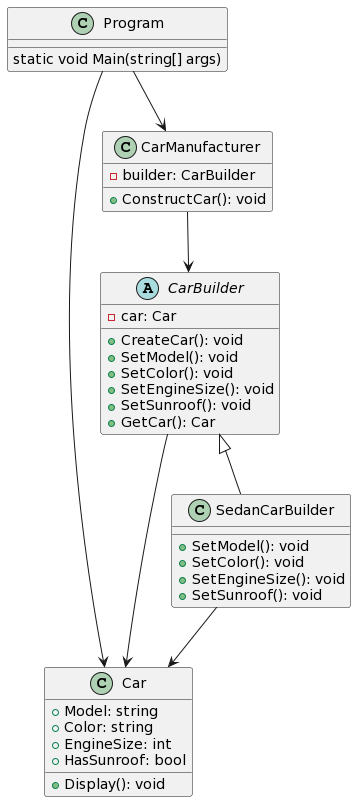 C Program
static void Main(string[] args)
C CarManufacturer
builder: CarBuilder
ConstructCar(): void
A CarBuilder
car: Car
CreateCar(): void
SetModel(): void
SetColor(): void
SetEngineSize(): void
SetSunroof(): void
GetCar(): Car
C SedanCarBuilder
SetModel(): void
SetColor(): void
SetEngineSize(): void
SetSunroof(): void
C Car
Model: string
Color: string
EngineSize: int
HasSunroof: bool
Display(): void